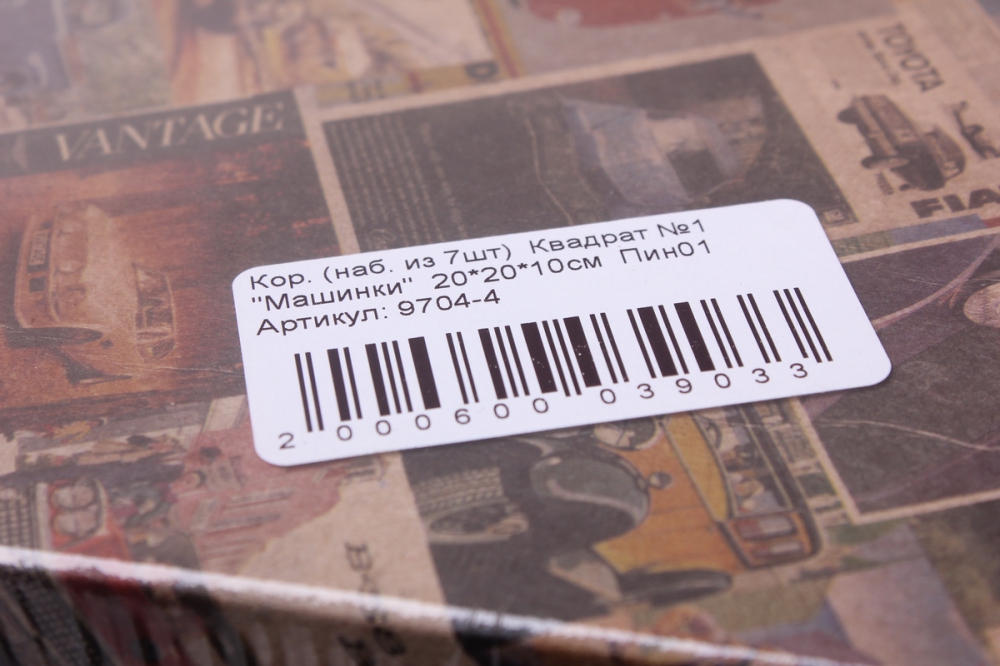 VANTAGE
TOYOTA
FIA
Кор. (наб. из 7шт) Квадрат №1
"Машинки" 20*20*10см Пин01
Артикул: 9704-4
2 000600 039033